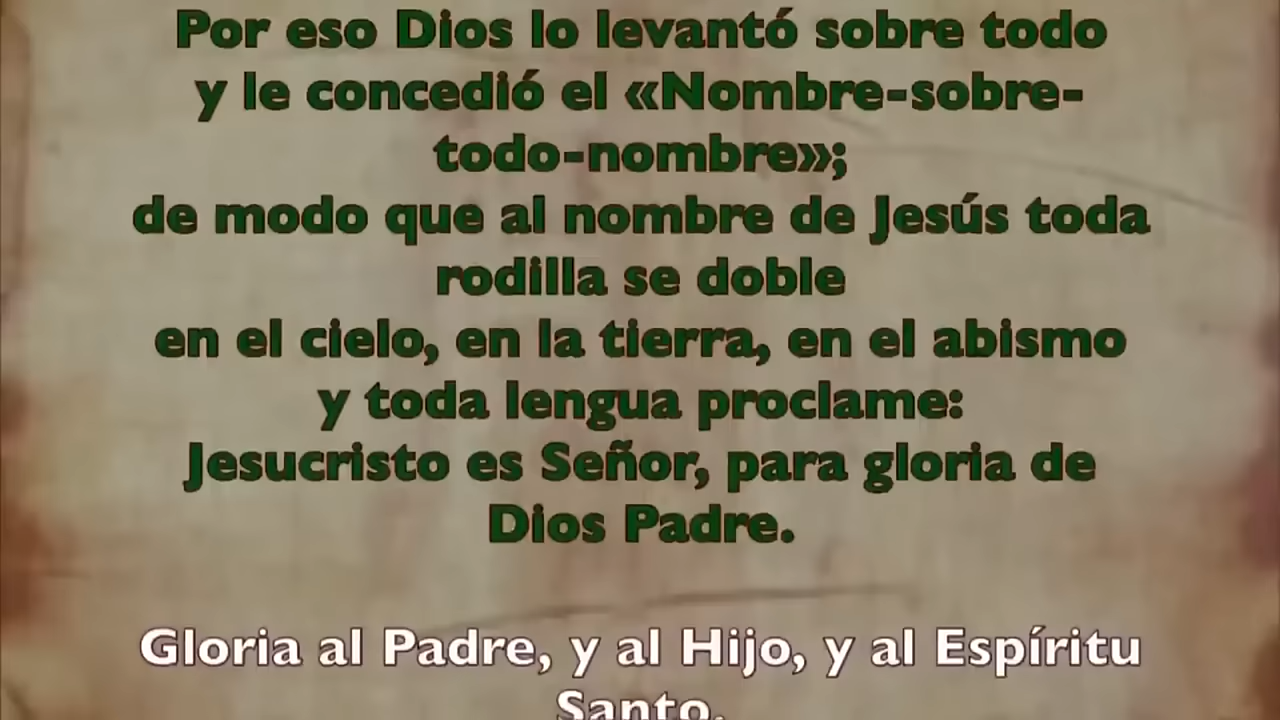 Por eso Dios lo levantó sobre todo
y le concedió el «Nombre-sobre-
todo-nombre»;
de modo que al nombre de Jesús toda
rodilla se doble
en el cielo, en la tierra, en el abismo
y toda lengua proclame:
Jesucristo es Señor, para gloria de
Dios Padre.
Gloria al Padre, y al Hijo, y al Espíritu
Santo.